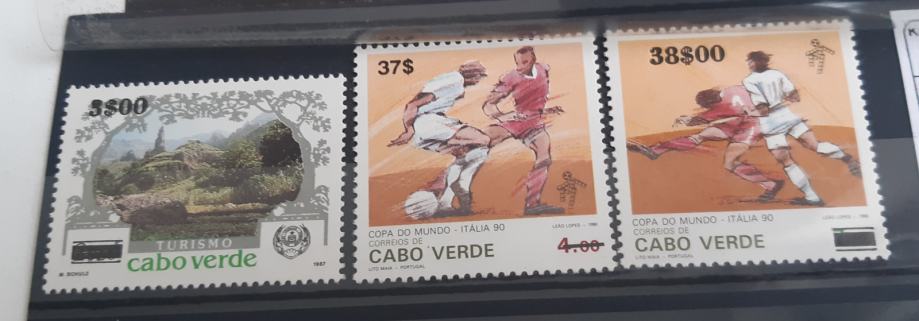 3$00
TURISMO
cabo verde
M. SCHULZ
1987
37$
COPA DO MUNDO - ITÁLIA 90
LEÃO LOPES - 1990
CORREIOS DE
CABO VERDE
4.00
LITO MAIA - PORTUGAL
38$00
11
COPA DO MUNDO - ITÁLIA 90
LEÃO LOPES - 1990
CORREIOS DE
CABO VERDE
LITO MAIA - PORTUGAL